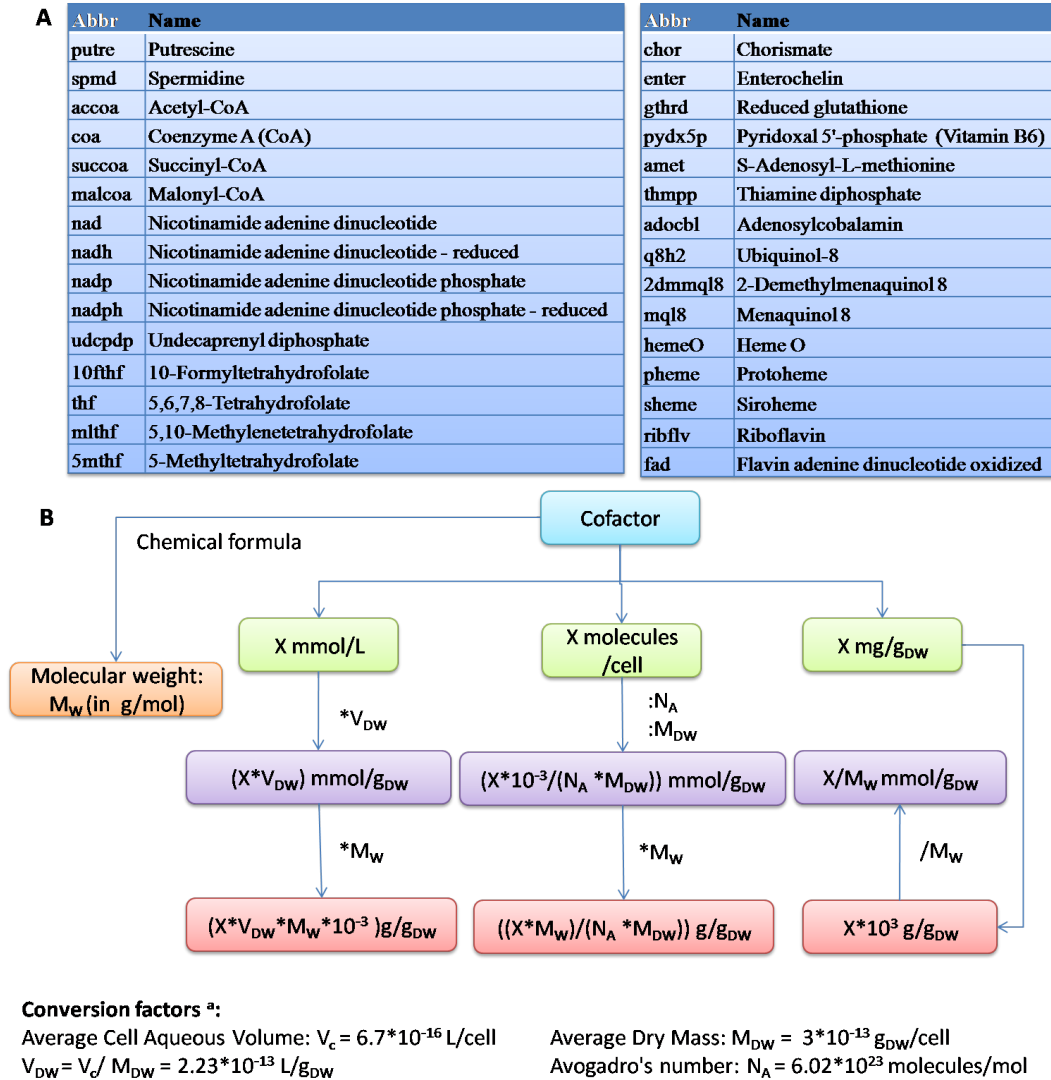 A
Abbr Name
putre Putrescine
spmd Spermidine
accoa Acetyl-CoA
coa Coenzyme A (CoA)
succoa Succinyl-CoA
malcoa Malonyl-CoA
nad Nicotinamide adenine dinucleotide
nadh Nicotinamide adenine dinucleotide - reduced
nadp Nicotinamide adenine dinucleotide phosphate
nadph Nicotinamide adenine dinucleotide phosphate - reduced
udcpdp Undecaprenyl diphosphate
10fthf 10-Formyltetrahydrofolate
thf 5,6,7,8-Tetrahydrofolate
mlthf 5,10-Methylenetetrahydrofolate
5mthf 5-Methyltetrahydrofolate
Abbr Name
chor Chorismate
enter Enterochelin
gthrd Reduced glutathione
pydx5p Pyridoxal 5'-phosphate (Vitamin B6)
amet S-Adenosyl-L-methionine
thmpp Thiamine diphosphate
adocbl Adenosylcobalamin
q8h2 Ubiquinol-8
2dmmql8 2-Demethylmenaquinol 8
mql8 Menaquinol 8
hemeO Heme O
pheme Protoheme
sheme Siroheme
ribflv Riboflavin
fad Flavin adenine dinucleotide oxidized
B
Cofactor
Chemical formula
X mmol/L
X molecules
/cell
X mg/gDW
Molecular weight:
MW (in g/mol)
*VDW
:NA
:MDW
(X*VDW) mmol/gDW
(X*10⁻³/(NA *MDW)) mmol/gDW
X/MW mmol/gDW
*MW
*MW
/MW
(X*VDW*MW*10⁻³ )g/gDW
((X*MW)/(NA *MDW)) g/gDW
X*10³ g/gDW
Conversion factors ᵃ:
Average Cell Aqueous Volume: Vc = 6.7*10⁻¹⁶ L/cell
VDW = Vc/ MDW = 2.23*10⁻¹³ L/gDW
Average Dry Mass: MDW = 3*10⁻¹³ gDW/cell
Avogadro's number: NA = 6.02*10²³ molecules/mol